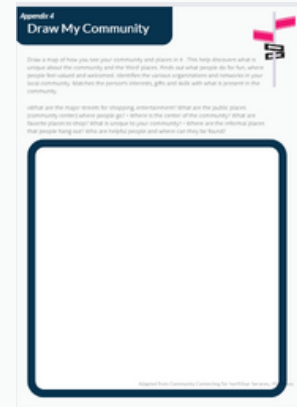 Appendix 4
Draw My Community
Draw a map of how you see your community and places in it. This help discovers what is
unique about the community and the 'third' places, finds out what people do for fun, where
people feel valued and welcomed. Identifies the various organisations and networks in your
local community. Matches the person's interests, gifts and skills with what is present in the
community.
What are the major streets for shopping, entertainment? What are the public places
(community centers) where people go? • Where is the center of the community? What are
favorite places to shop? What is unique to your community? • Where are the informal places
that people hang out? Who are helpful people and where can they be found?
Adapted from Community Connecting for NorthStar Services,